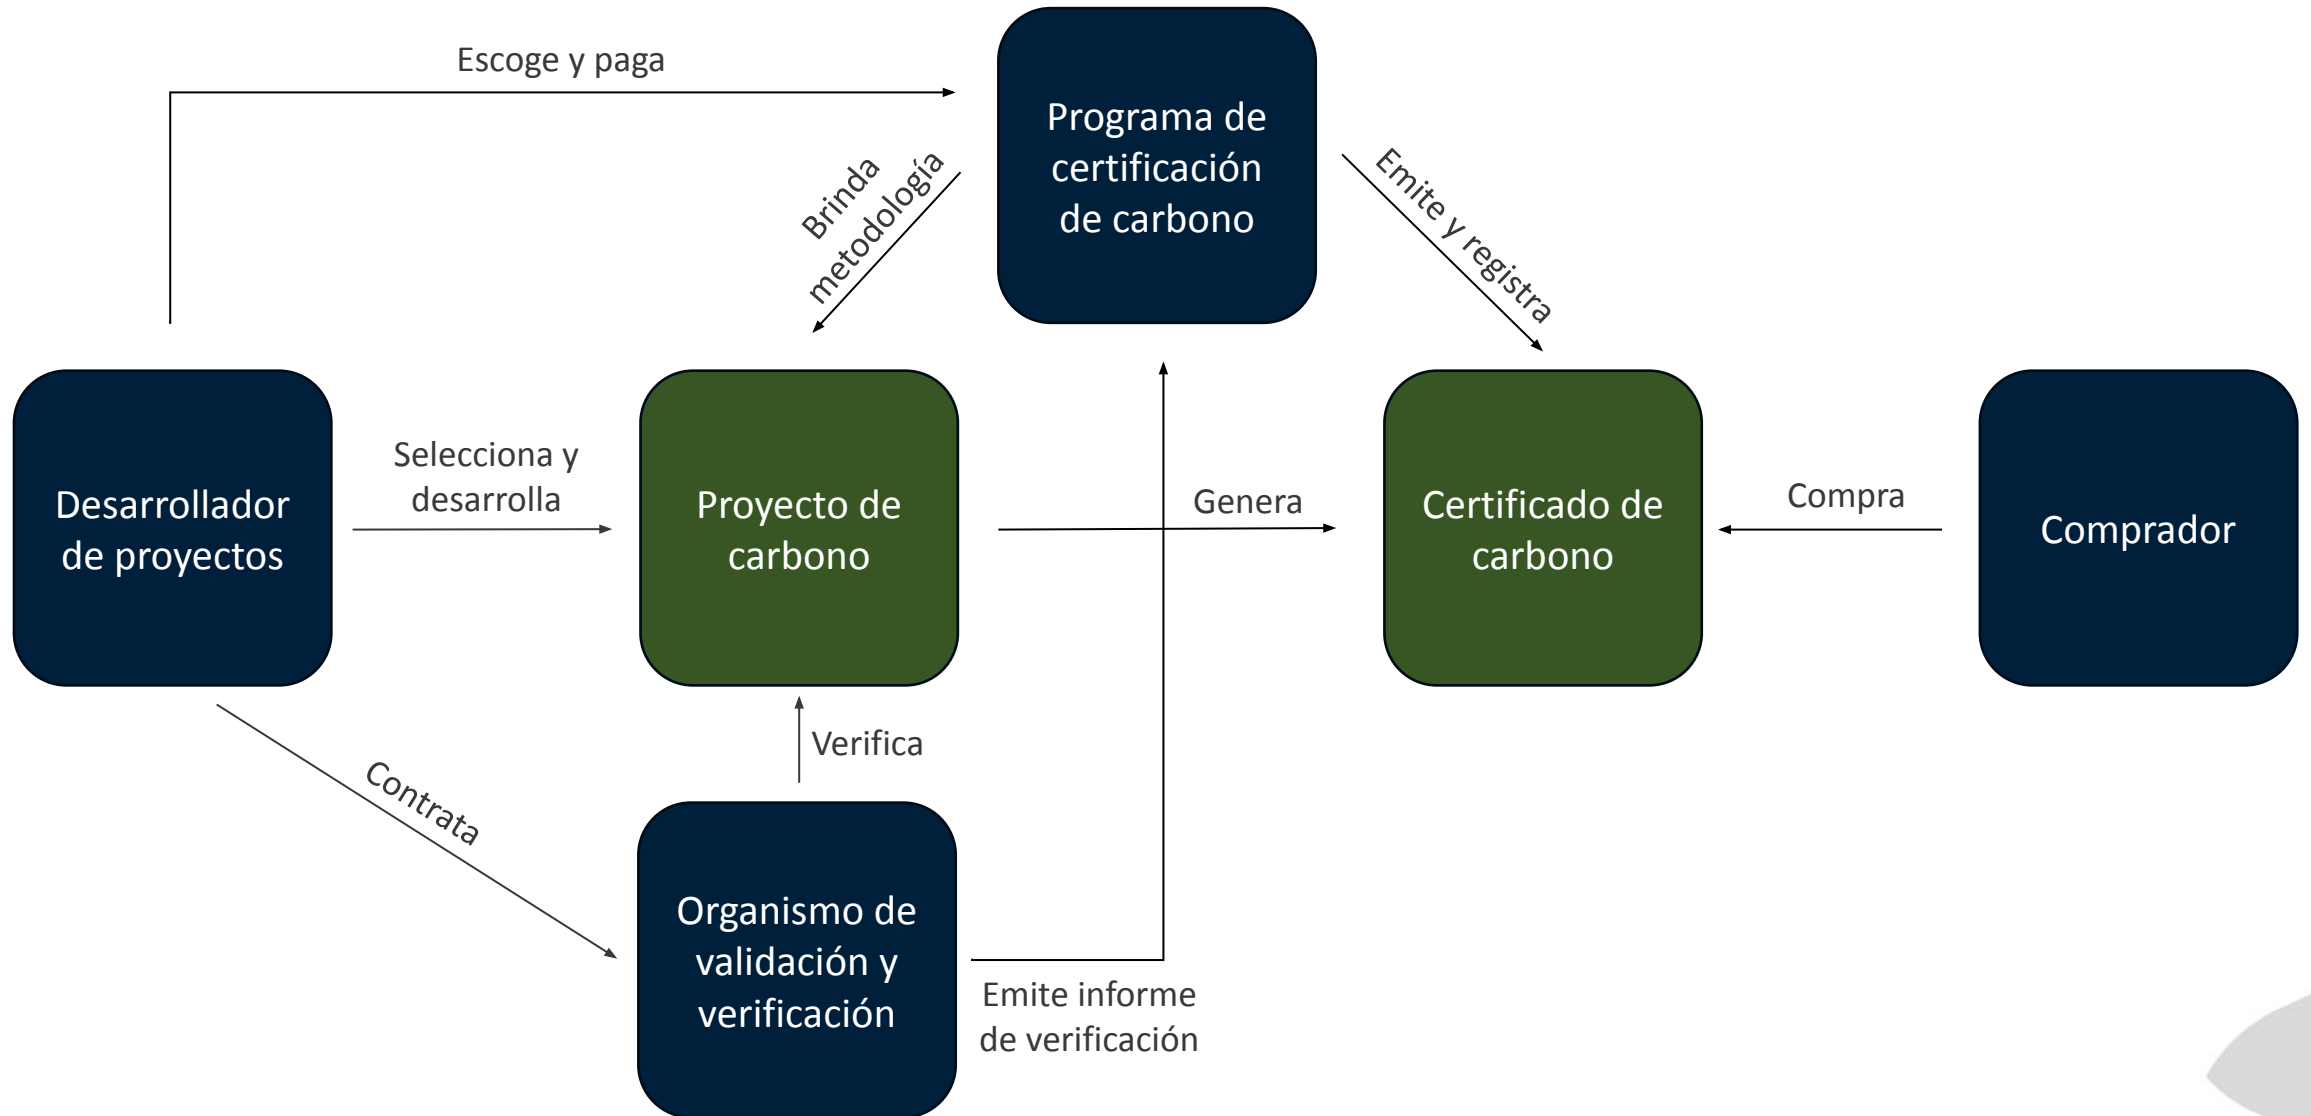 Escoge y paga
Programa de
certificación
de carbono
Brinda
metodología
Emite y registra
Desarrollador
de proyectos
Selecciona y
desarrolla
Proyecto de
carbono
Genera
Certificado de
carbono
Compra
Comprador
Contrata
Verifica
Organismo de
validación y
verificación
Emite informe
de verificación